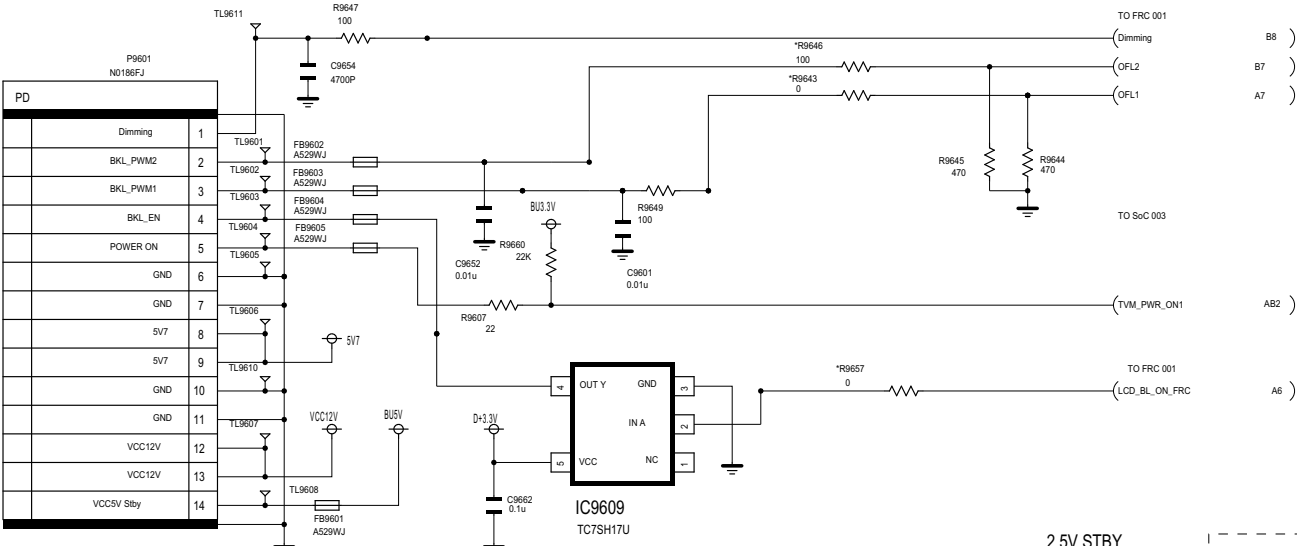 TL9611
R9647
100
TO FRC 001
Dimming
B8
*R9646
100
OFL2
B7
P9601
N0186FJ
C9654
4700P
*R9643
0
OFL1
A7
PD
Dimming 1
BKL_PWM2 2
BKL_PWM1 3
BKL_EN 4
POWER ON 5
GND 6
GND 7
5V7 8
5V7 9
GND 10
GND 11
VCC12V 12
VCC12V 13
VCC5V Stby 14
TL9601
TL9602
TL9603
TL9604
TL9605
TL9606
TL9610
TL9607
TL9608
FB9602
A529WJ
FB9603
A529WJ
FB9604
A529WJ
FB9605
A529WJ
FB9601
A529WJ
5V7
VCC12V
BU5V
C9652
0.01u
R9660
22K
BU3.3V
R9649
100
C9601
0.01u
R9645
470
R9644
470
TO SoC 003
R9607
22
TVM_PWR_ON1
AB2
D+3.3V
C9662
0.1u
4
OUT Y
GND
3
IN A
2
5
VCC
NC
1
IC9609
TC7SH17U
*R9657
0
TO FRC 001
LCD_BL_ON_FRC
A6
2.5V STBY